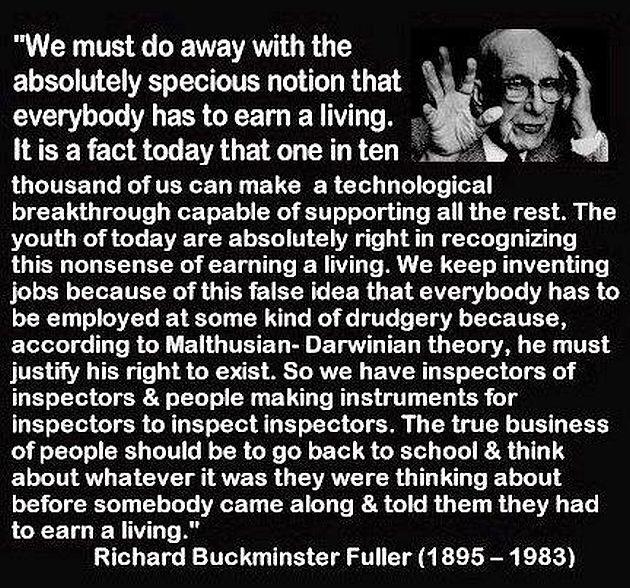 "We must do away with the
absolutely specious notion that
everybody has to earn a living.
It is a fact today that one in ten
thousand of us can make  a technological
breakthrough capable of supporting all the rest. The
youth of today are absolutely right in recognizing
this nonsense of earning a living. We keep inventing
jobs because of this false idea that everybody has to
be employed at some kind of drudgery because,
according to Malthusian- Darwinian theory, he must
justify his right to exist. So we have inspectors of
inspectors & people making instruments for
inspectors to inspect inspectors. The true business
of people should be to go back to school & think
about whatever it was they were thinking about
before somebody came along & told them they had
to earn a living."
Richard Buckminster Fuller (1895 – 1983)